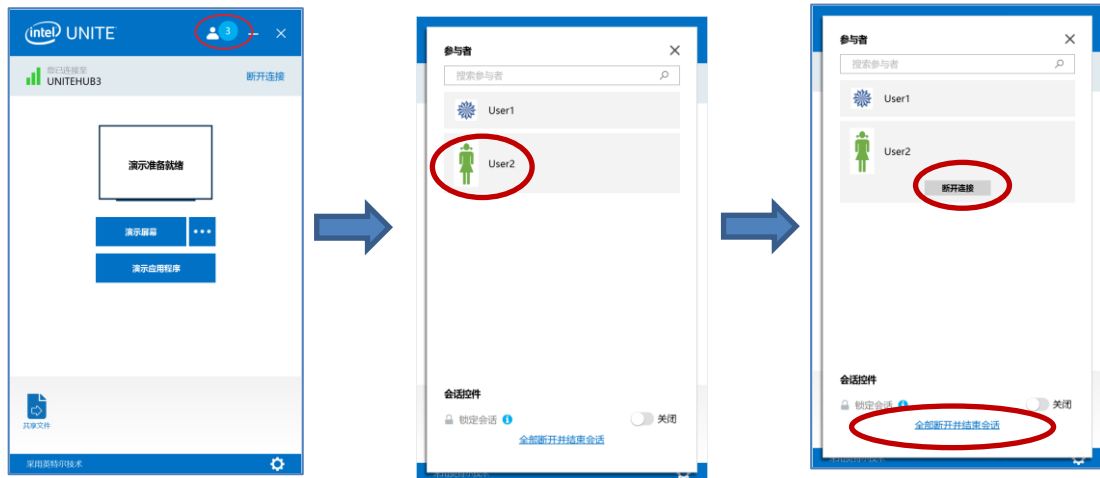 intel UNITE
3
即已连接至
UNITEHUB3
断开连接
演示准备就绪
演示屏幕
演示应用程序
共享文件
采用英特尔技术
参与者
搜索参与者
User1
User2
会话控件
锁定会话
关闭
全部断开并结束会话
参与者
搜索参与者
User1
User2
断开连接
会话控件
锁定会话
关闭
全部断开并结束会话